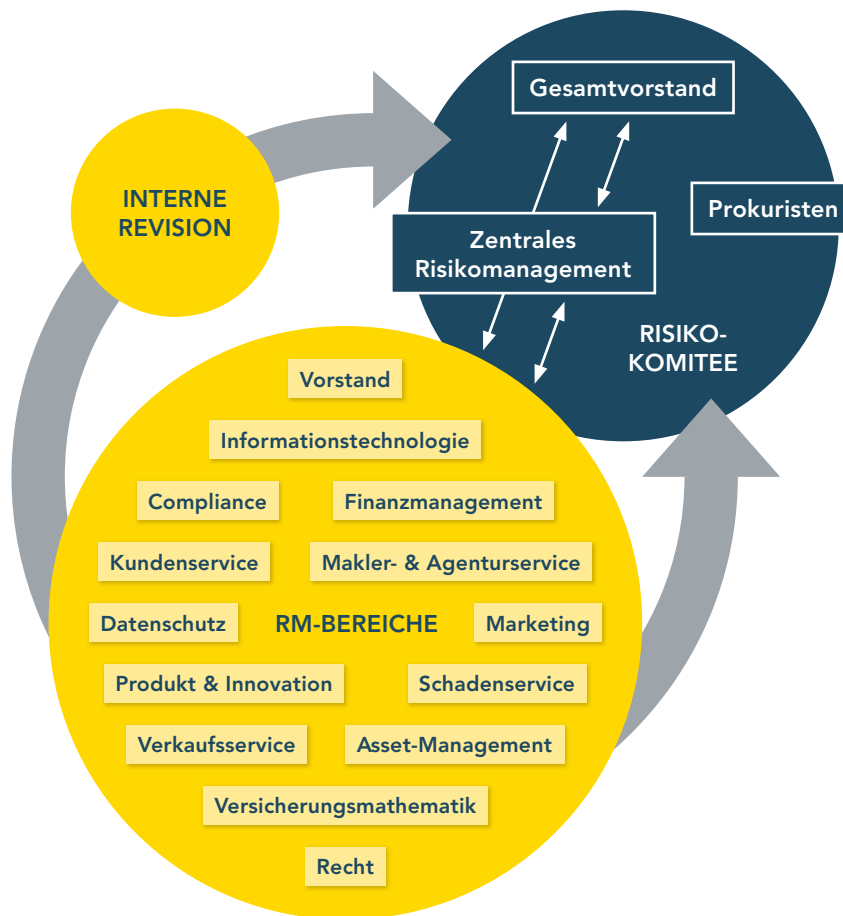 Gesamtvorstand
INTERNE
REVISION
Prokuristen
Zentrales
Risikomanagement
RISIKO-
KOMITEE
Vorstand
Informationstechnologie
Compliance
Finanzmanagement
Kundenservice
Makler- & Agenturservice
Datenschutz
RM-BEREICHE
Marketing
Produkt & Innovation
Schadenservice
Verkaufsservice
Asset-Management
Versicherungsmathematik
Recht